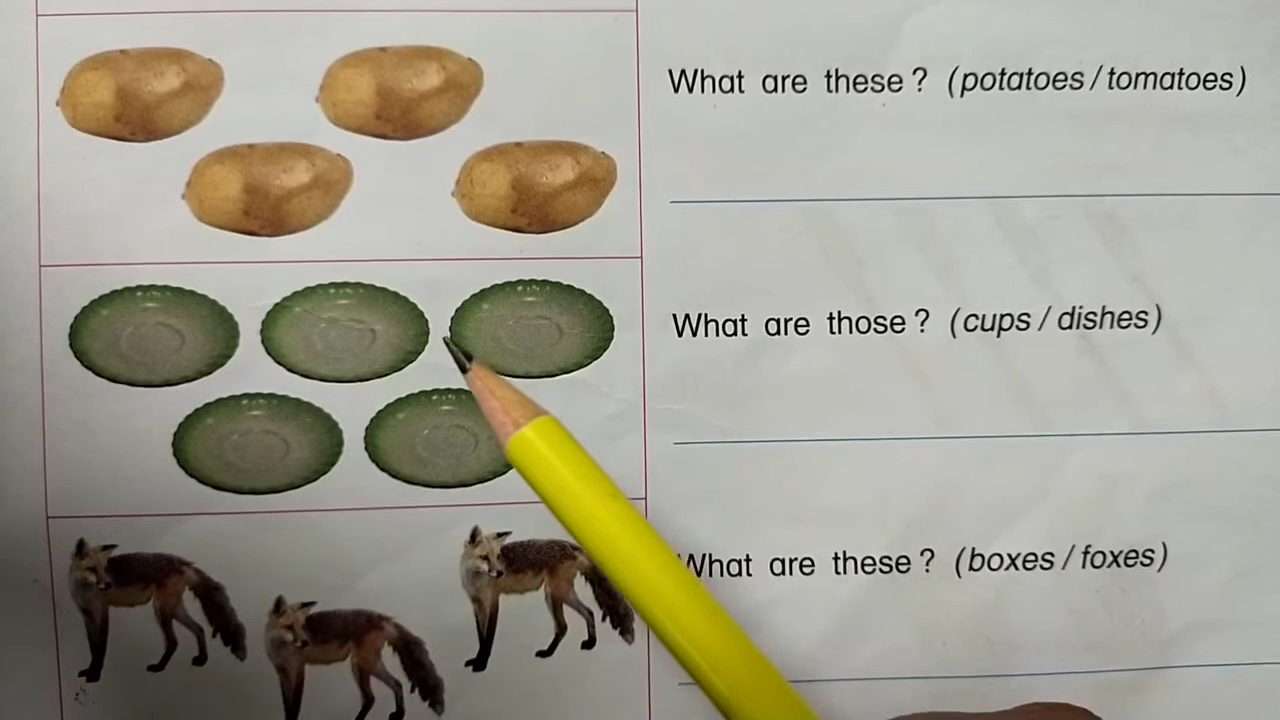 What are these ? (potatoes / tomatoes)
What are those ? (cups / dishes)
What are these ? (boxes / foxes)